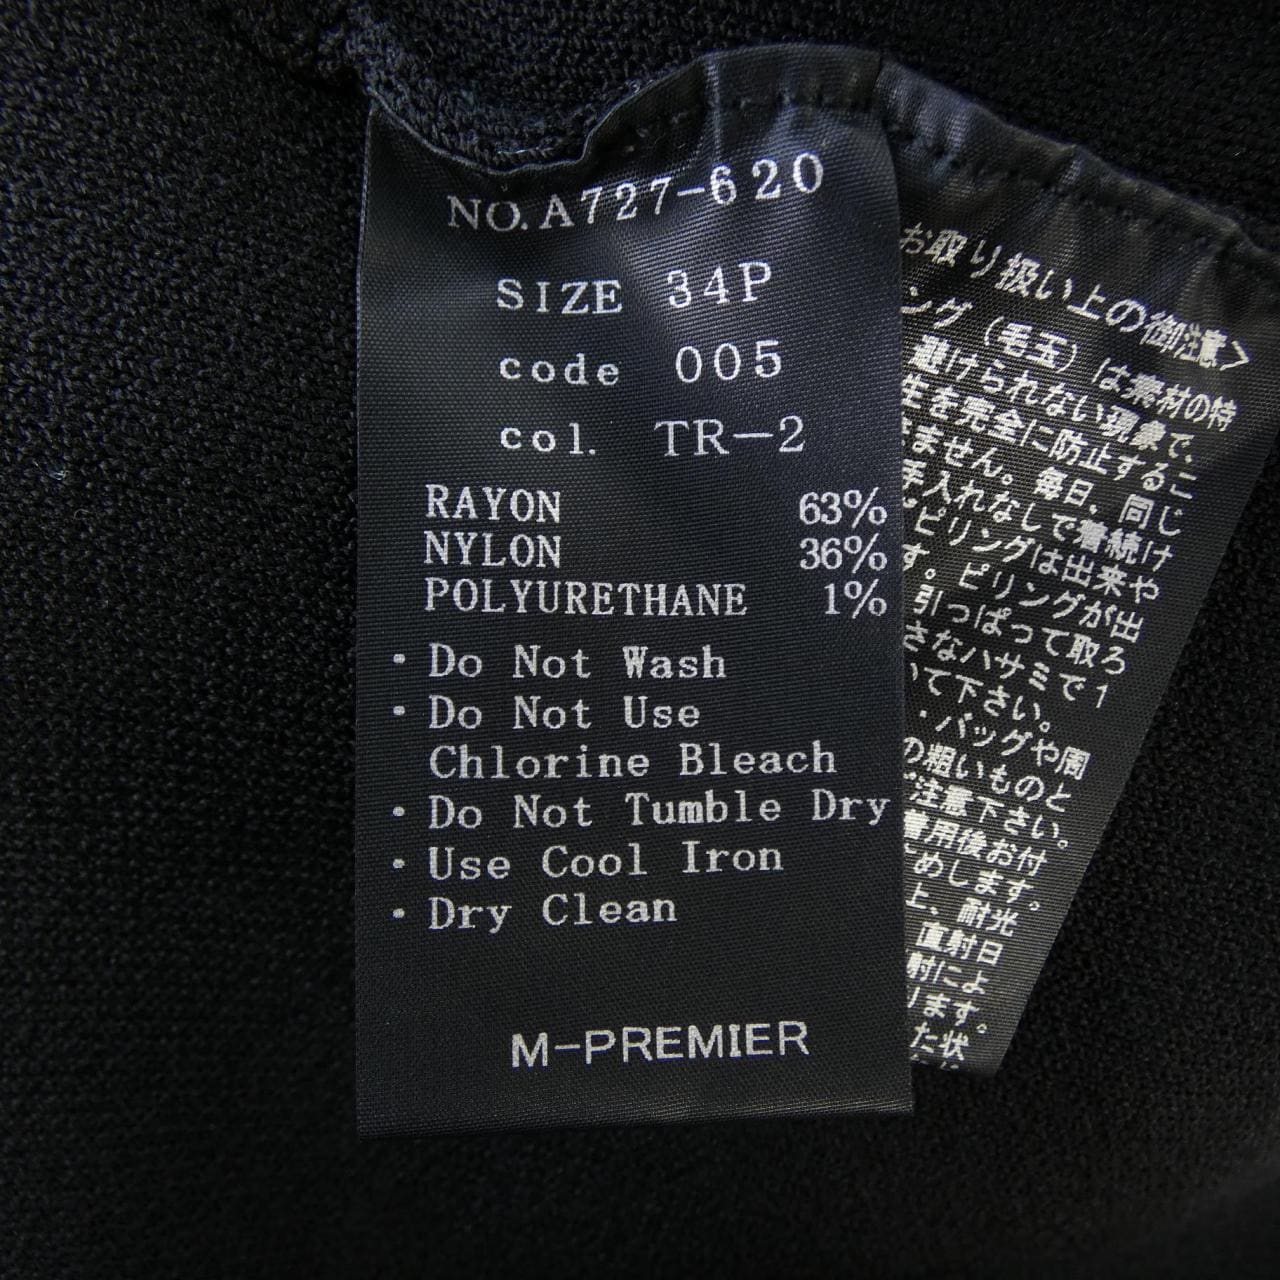 NO.A727-620
SIZE 34P
code 005
col. TR-2
RAYON 63%
NYLON 36%
POLYURETHANE 1%
・Do Not Wash
・Do Not Use
Chlorine Bleach
・Do Not Tumble Dry
・Use Cool Iron
・Dry Clean
M-PREMIER
お取り扱い上の御注意>
ング（毛玉）は素材の特
避けられない現象で、
生を完全に防止するこ
ません。毎日、同じ
手入れなしで着続け
ピリングは出来や
す。ピリングが出
引っぱって取ろ
さなハサミで1
いて下さい。
・バッグや周
の粗いものと
ご注意下さい。
着用後お付
めします。
上、耐光
直射日
射によ
ります。
た状